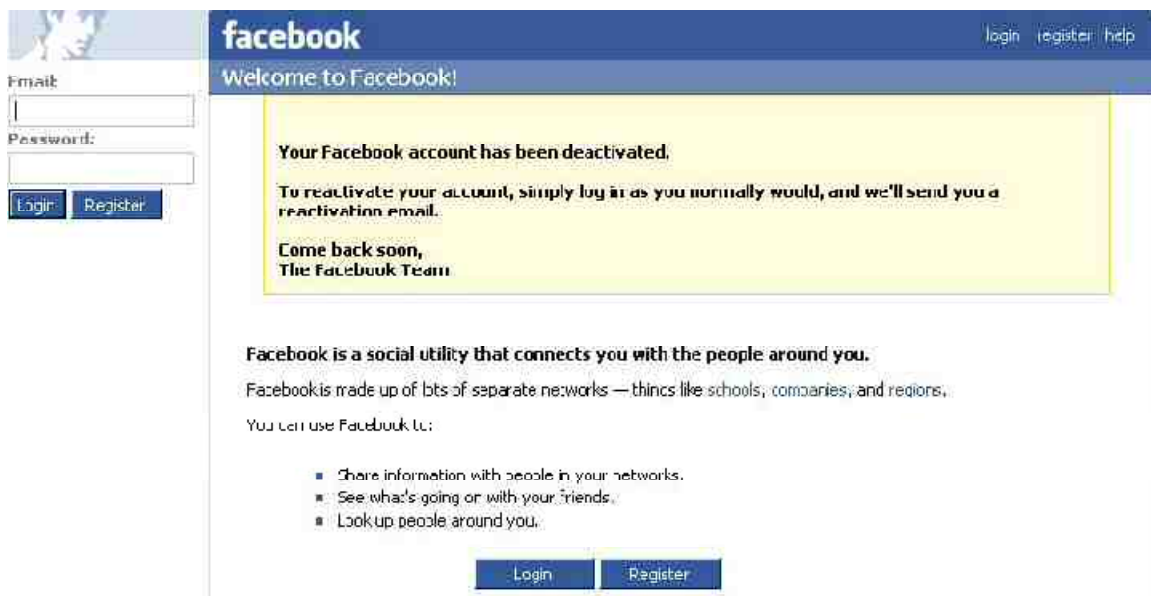 facebook
login register help
Welcome to Facebook!
Email:
Password:
Login Register
Your Facebook account has been deactivated.
To reactivate your account, simply log in as you normally would, and we'll send you a
reactivation email.
Come back soon,
The Facebook Team
Facebook is a social utility that connects you with the people around you.
Facebook is made up of lots of separate networks — things like schools, companies, and regions.
You can use Facebook to:
Share information with people in your networks.
See what's going on with your friends.
Look up people around you.
Login Register